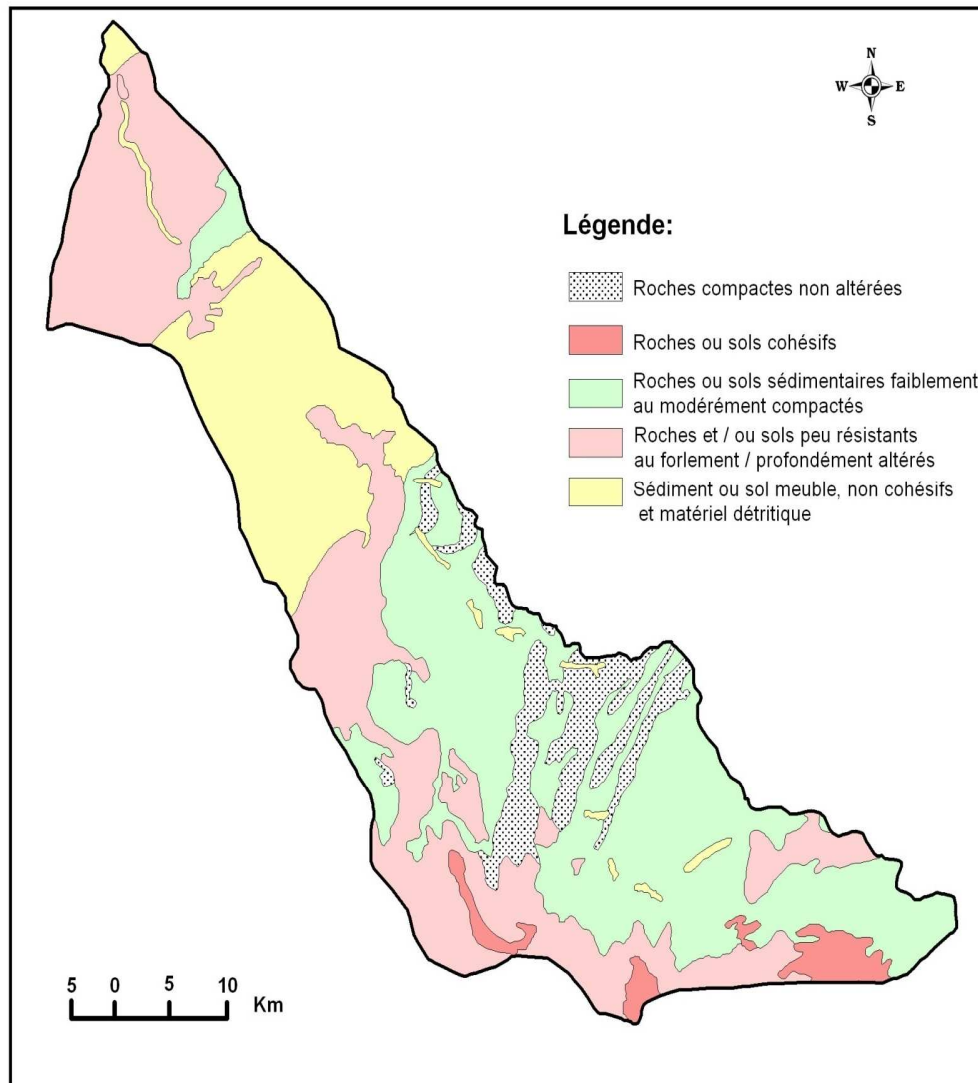 N
W E
S
Légende:
Roches compactes non altérées
Roches ou sols cohésifs
Roches ou sols sédimentaires faiblement
au modérément compactés
Roches et / ou sols peu résistants
au forlement / profondément altérés
Sédiment ou sol meuble, non cohésifs
et matériel détritique
5 0 10
Km